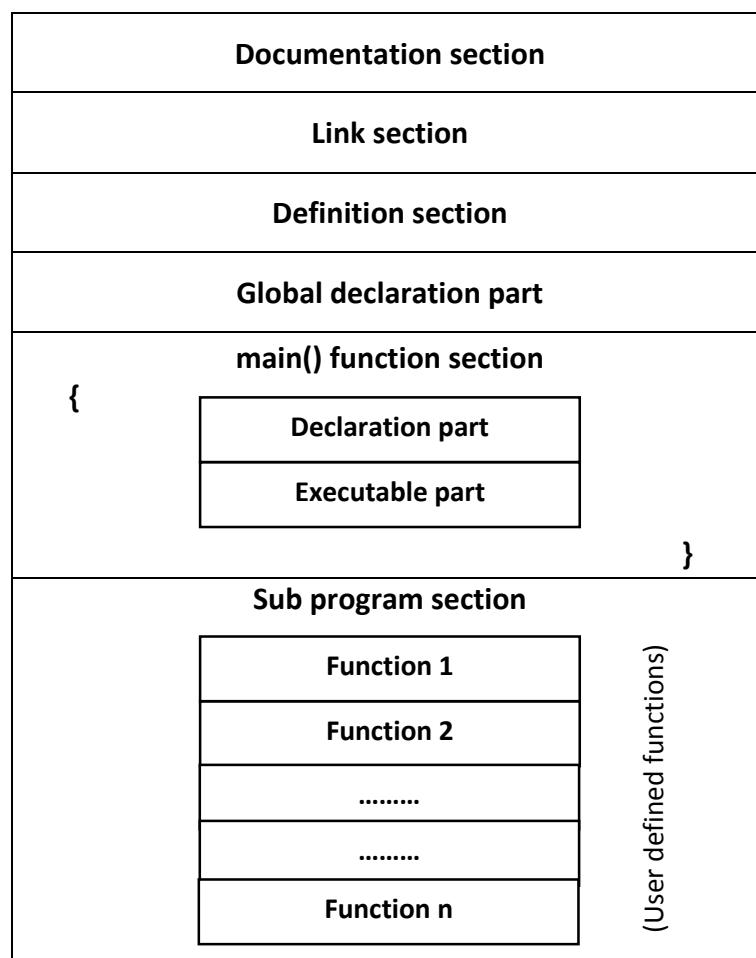 Documentation section
Link section
Definition section
Global declaration part
main() function section
{
Declaration part
Executable part
}
Sub program section
Function 1
Function 2
………
………
Function n
(User defined functions)